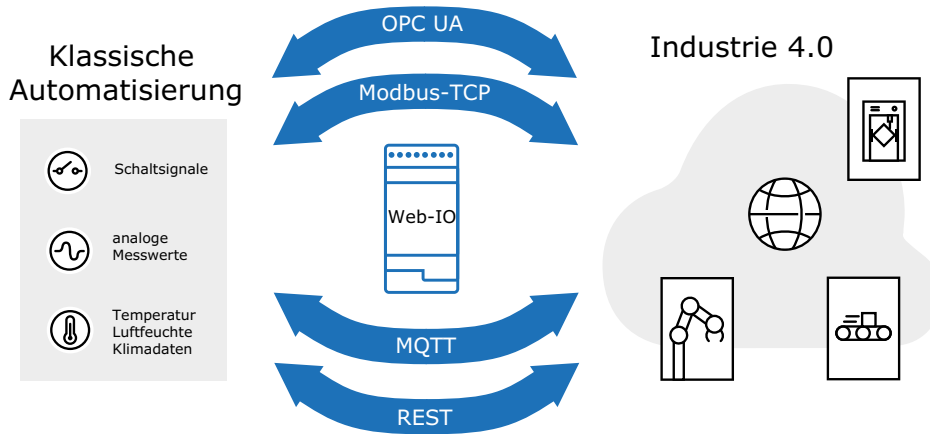 Klassische
Automatisierung
Schaltsignale
analoge
Messwerte
Temperatur
Luftfeuchte
Klimadaten
OPC UA
Modbus-TCP
Web-IO
MQTT
REST
Industrie 4.0